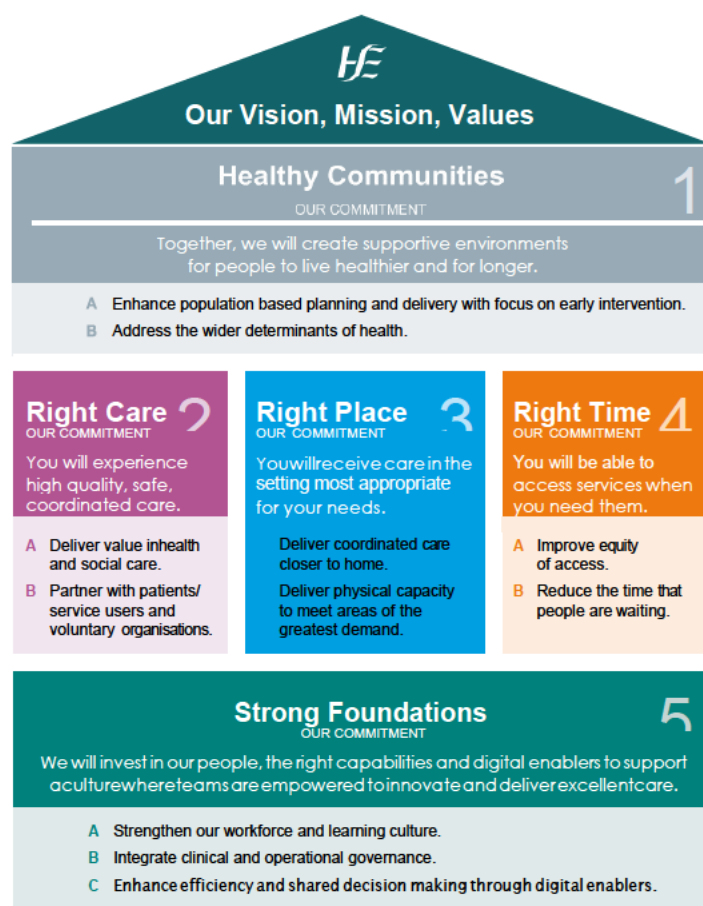 HE
Our Vision, Mission, Values
Healthy Communities
1
OUR COMMITMENT
Together, we will create supportive environments
for people to live healthier and for longer.
A Enhance population based planning and delivery with focus on early intervention.
B Address the wider determinants of health.
Right Care 2
OUR COMMITMENT
You will experience
high quality, safe,
coordinated care.
A Deliver value inhealth
and social care.
B Partner with patients/
service users and
voluntary organisations.
Right Place 3
OUR COMMITMENT
Youwillreceive care in the
setting most appropriate
for your needs.
Deliver coordinated care
closer to home.
Deliver physical capacity
to meet areas of the
greatest demand.
Right Time 4
OUR COMMITMENT
You will be able to
access services when
you need them.
A Improve equity
of access.
B Reduce the time that
people are waiting.
Strong Foundations
5
OUR COMMITMENT
We will invest in our people, the right capabilities and digital enablers to support
aculturewhereteams are empowered to innovate and deliver excellentcare.
A Strengthen our workforce and learning culture.
B Integrate clinical and operational governance.
C Enhance efficiency and shared decision making through digital enablers.